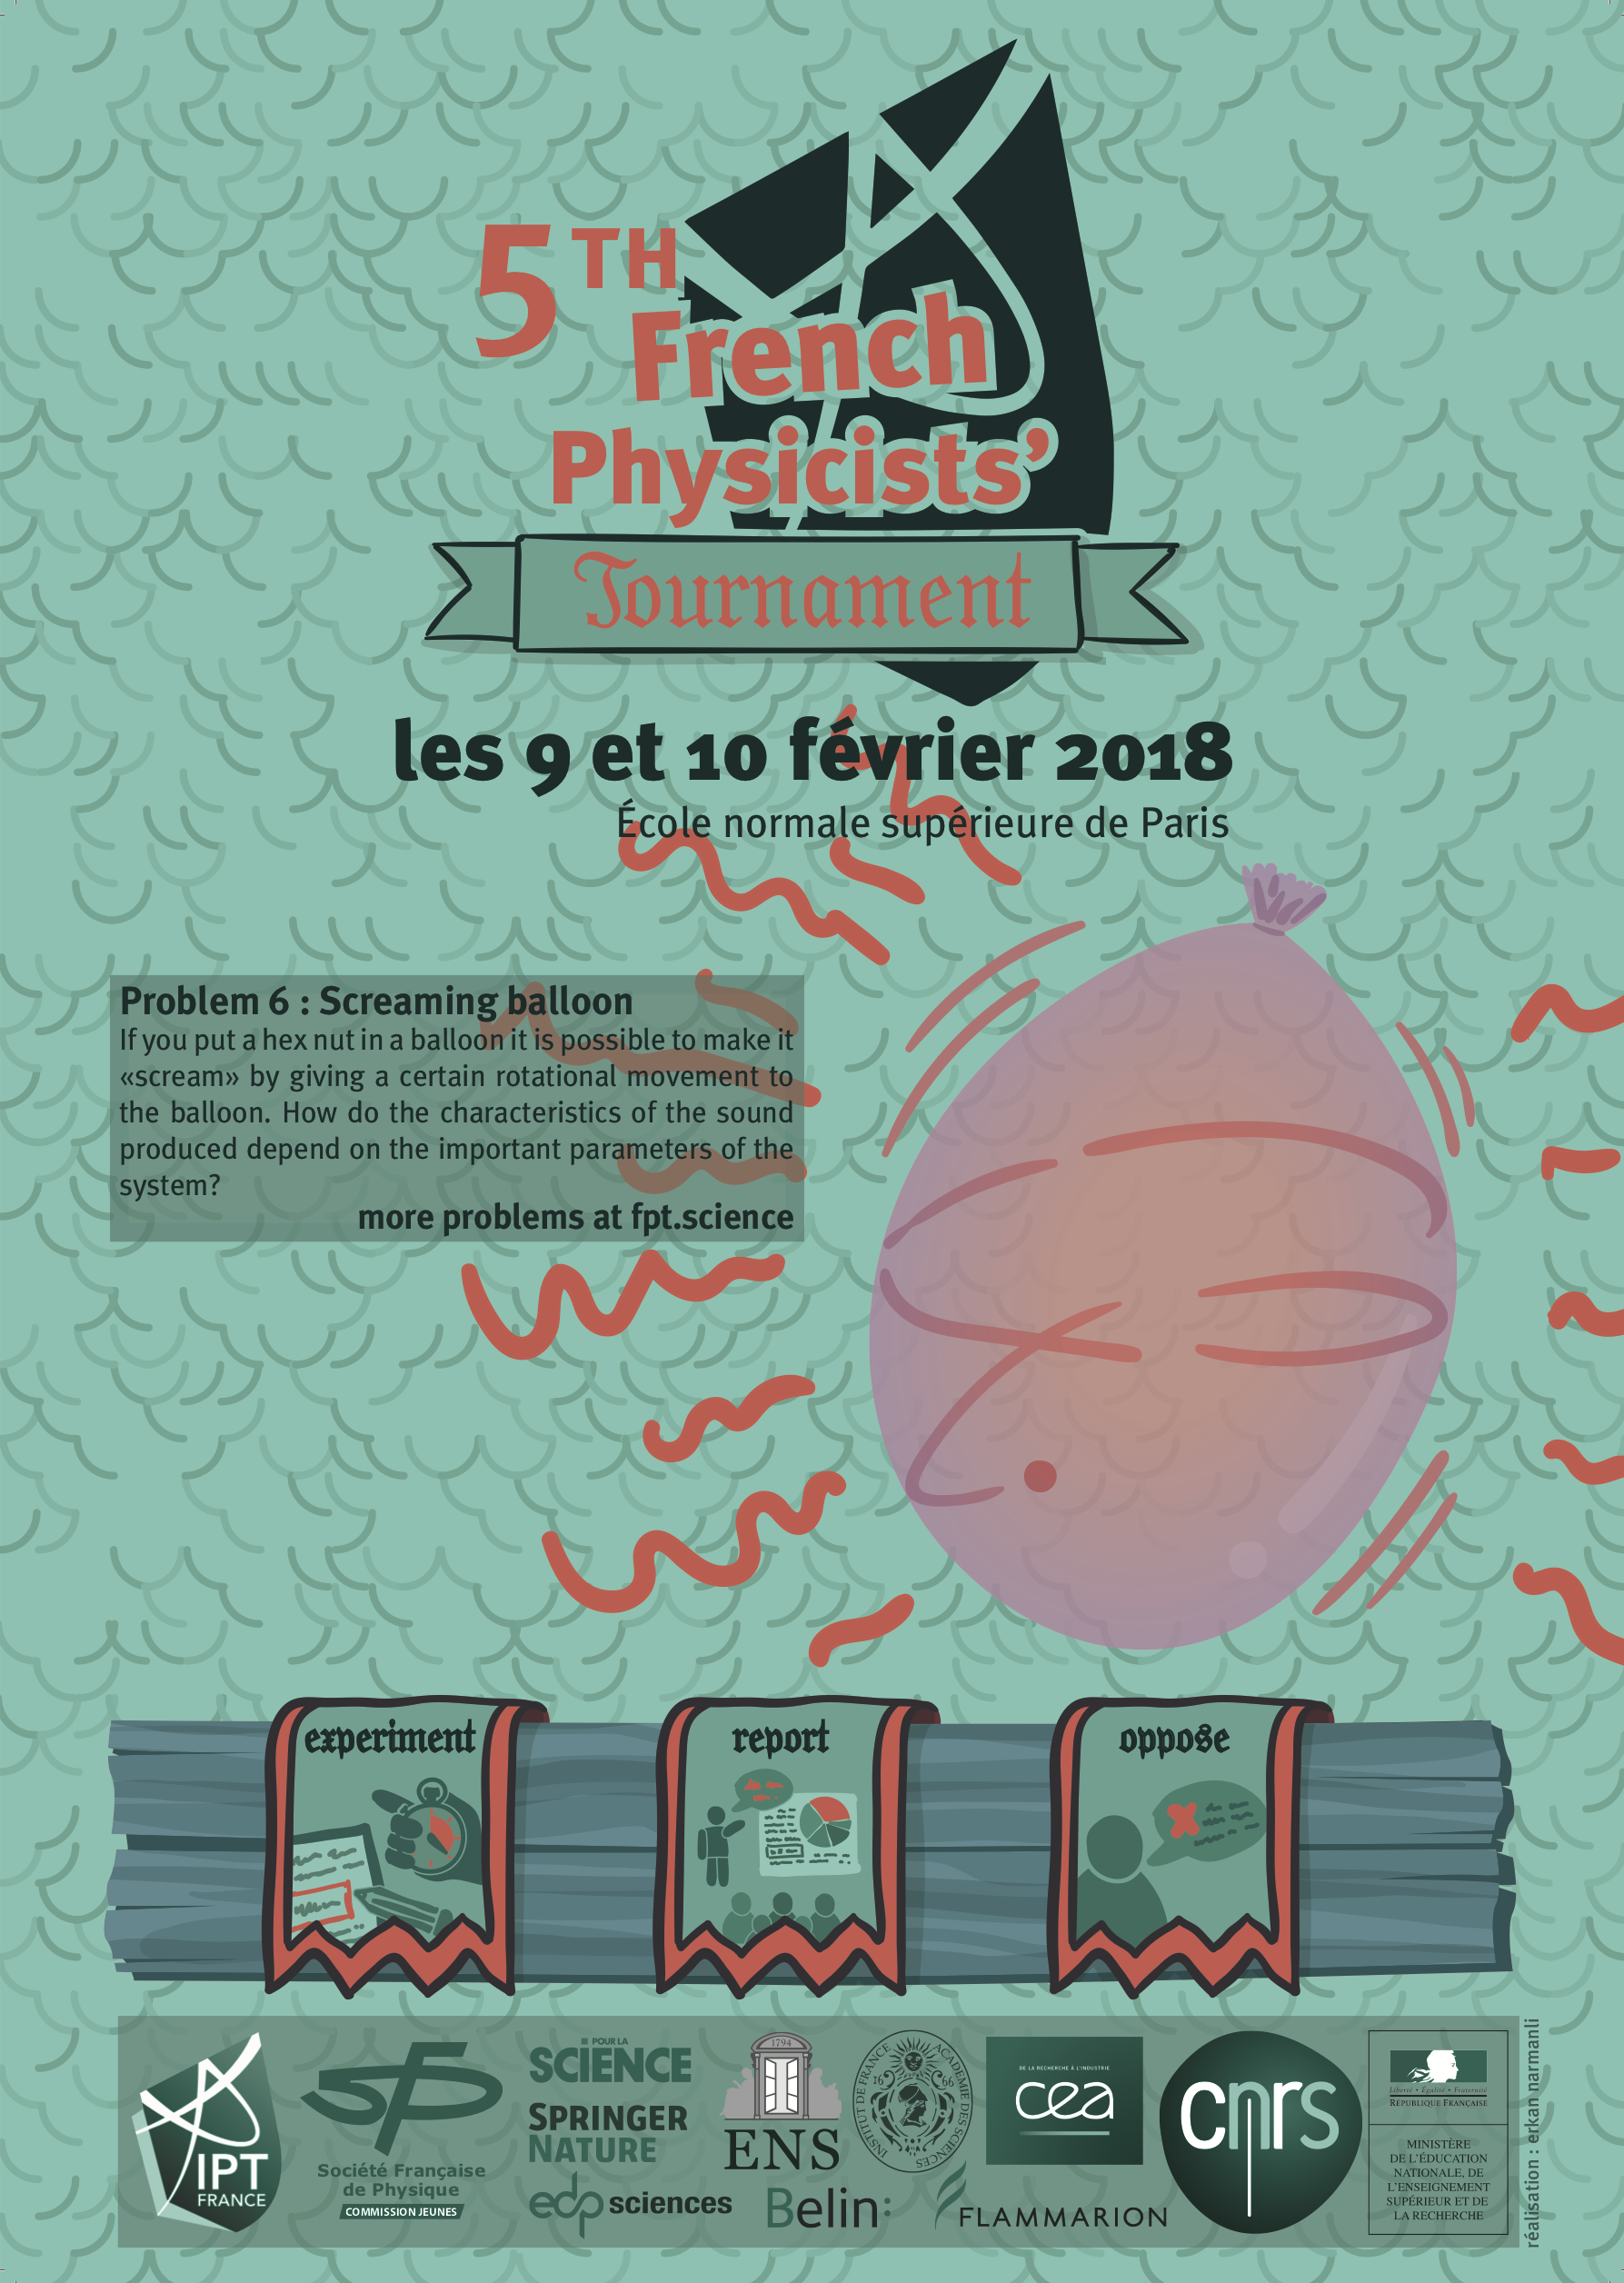 5TH
French
Physicists’
Tournament
les 9 et 10 février 2018
École normale supérieure de Paris
Problem 6 : Screaming balloon
If you put a hex nut in a balloon it is possible to make it
«scream» by giving a certain rotational movement to
the balloon. How do the characteristics of the sound
produced depend on the important parameters of the
system?
more problems at fpt.science
experiment
report
oppose
IPT
FRANCE
sfp
Société Française
de Physique
COMMISSION JEUNES
POUR LA
SCIENCE
SPRINGER
NATURE
edp sciences
1794
ENS
Belin:
INSTITUT DE FRANCE
ACADEMIE DES SCIENCES
1666
FLAMMARION
DE LA RECHERCHE À L'INDUSTRIE
cea
cnrs
Liberté • Égalité • Fraternité
RÉPUBLIQUE FRANÇAISE
MINISTÈRE
DE L'ÉDUCATION
NATIONALE, DE
L'ENSEIGNEMENT
SUPÉRIEUR ET DE
LA RECHERCHE
réalisation : erkan narmanli